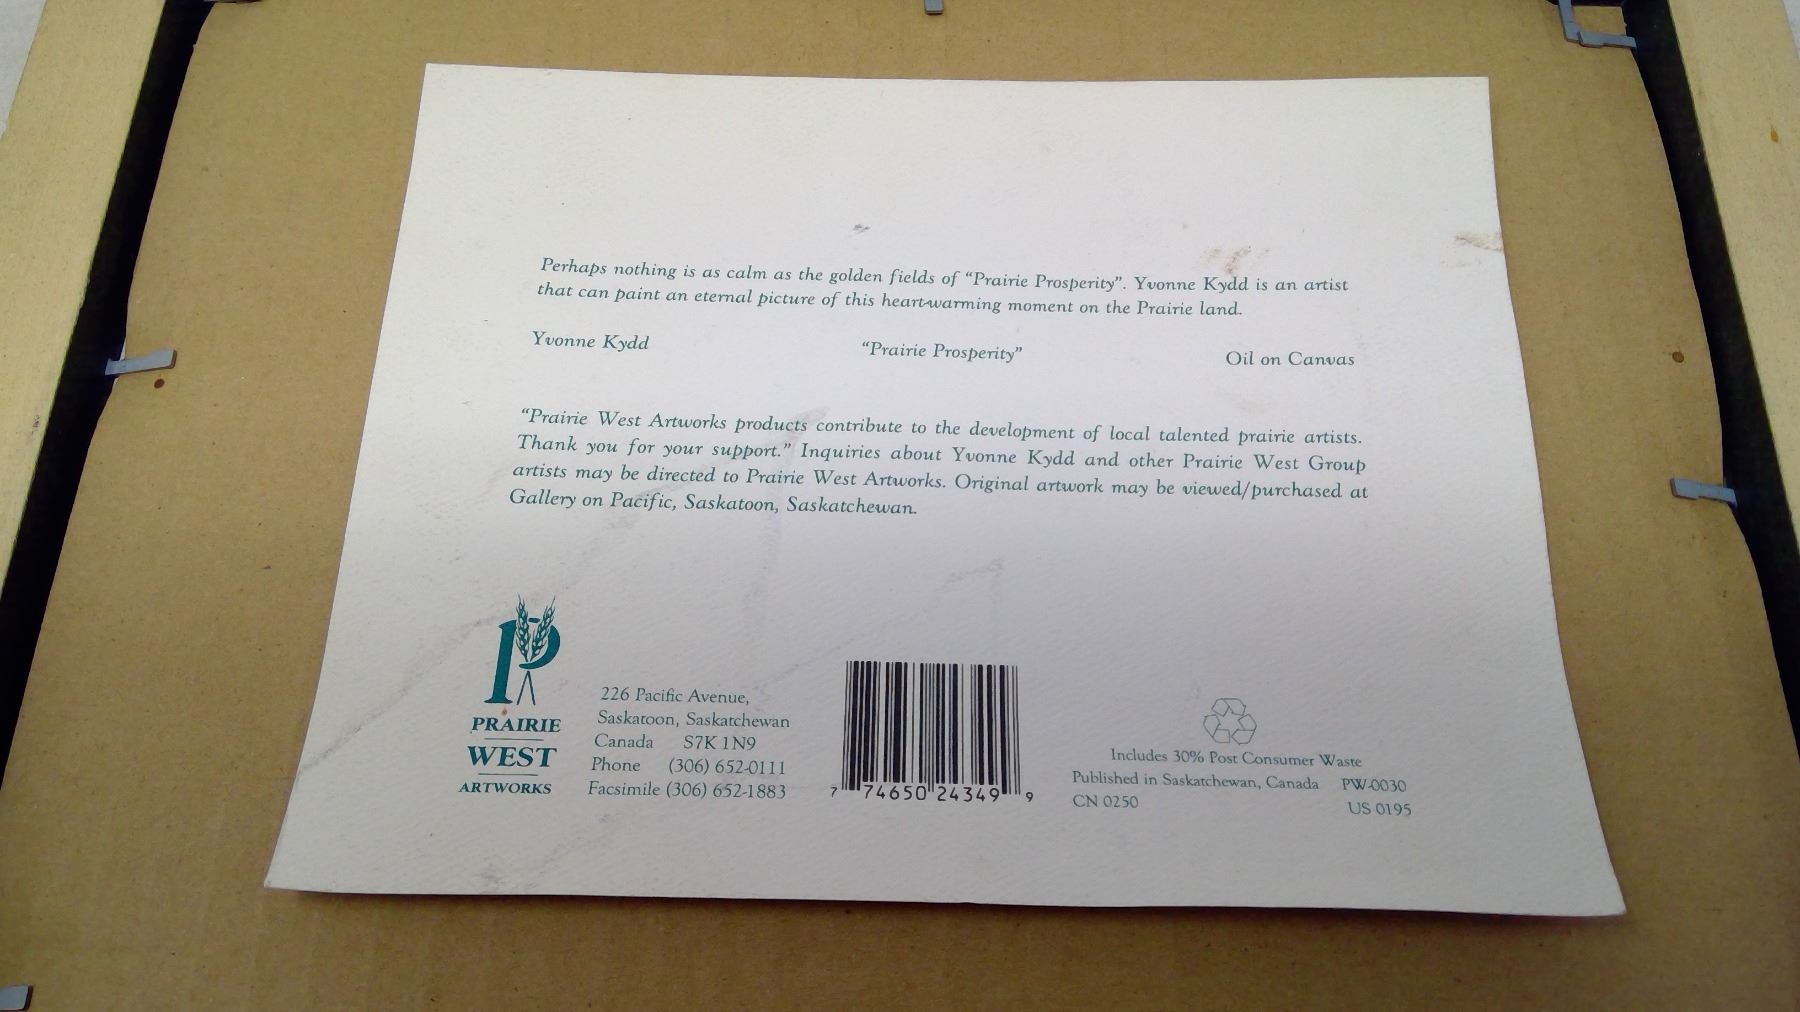 Perhaps nothing is as calm as the golden fields of “Prairie Prosperity”. Yvonne Kydd is an artist
that can paint an eternal picture of this heart-warming moment on the Prairie land.
Yvonne Kydd “Prairie Prosperity” Oil on Canvas
“Prairie West Artworks products contribute to the development of local talented prairie artists.
Thank you for your support.” Inquiries about Yvonne Kydd and other Prairie West Group
artists may be directed to Prairie West Artworks. Original artwork may be viewed/purchased at
Gallery on Pacific, Saskatoon, Saskatchewan.
P
PRAIRIE
WEST
ARTWORKS
226 Pacific Avenue,
Saskatoon, Saskatchewan
Canada S7K 1N9
Phone (306) 652-0111
Facsimile (306) 652-1883
7 74650 24349 9
Includes 30% Post Consumer Waste
Published in Saskatchewan, Canada PW-0030
CN 0250 US 0195